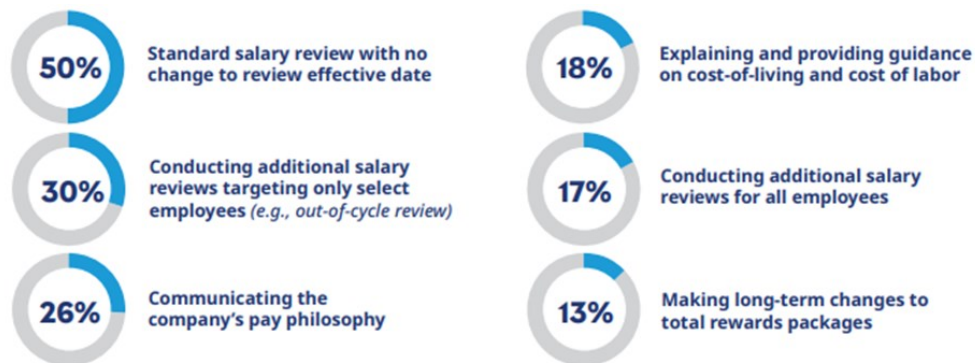 50%
Standard salary review with no
change to review effective date
30%
Conducting additional salary
reviews targeting only select
employees (e.g., out-of-cycle review)
26%
Communicating the
company's pay philosophy
18%
Explaining and providing guidance
on cost-of-living and cost of labor
17%
Conducting additional salary
reviews for all employees
13%
Making long-term changes to
total rewards packages